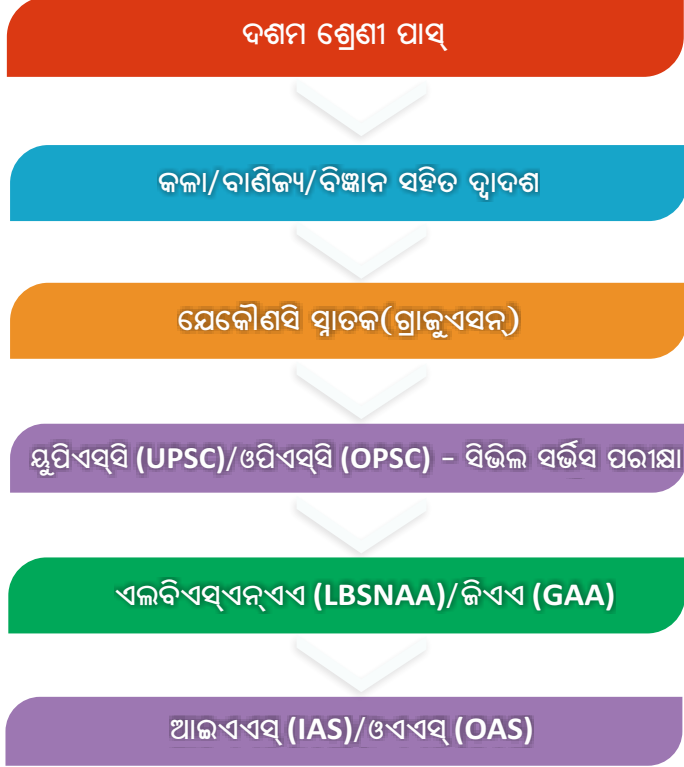 ଦଶମ ଶ୍ରେଣୀ ପାସ୍
କଳା/ବାଣିଜ୍ୟ/ବିଜ୍ଞାନ ସହିତ ଦ୍ୱାଦଶ
ଯେକୌଣସି ସ୍ନାତକ(ଗ୍ରାଜୁଏସନ୍)
ୟୁପିଏସ୍‌ସି (UPSC)/ଓପିଏସ୍‌ସି (OPSC) – ସିଭିଲ ସର୍ଭିସ ପରୀକ୍ଷା
ଏଲବିଏସ୍‌ଏନ୍‌ଏଏ (LBSNAA)/ଜିଏଏ (GAA)
ଆଇଏଏସ୍ (IAS)/ଓଏଏସ୍ (OAS)